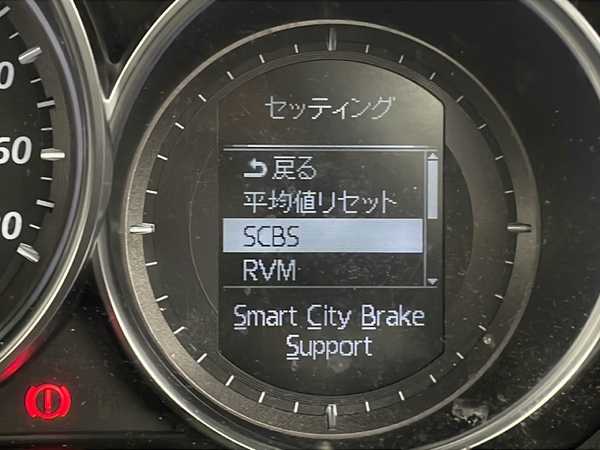 セッティング
戻る
平均値リセット
SCBS
RVM
Smart City Brake
Support
60